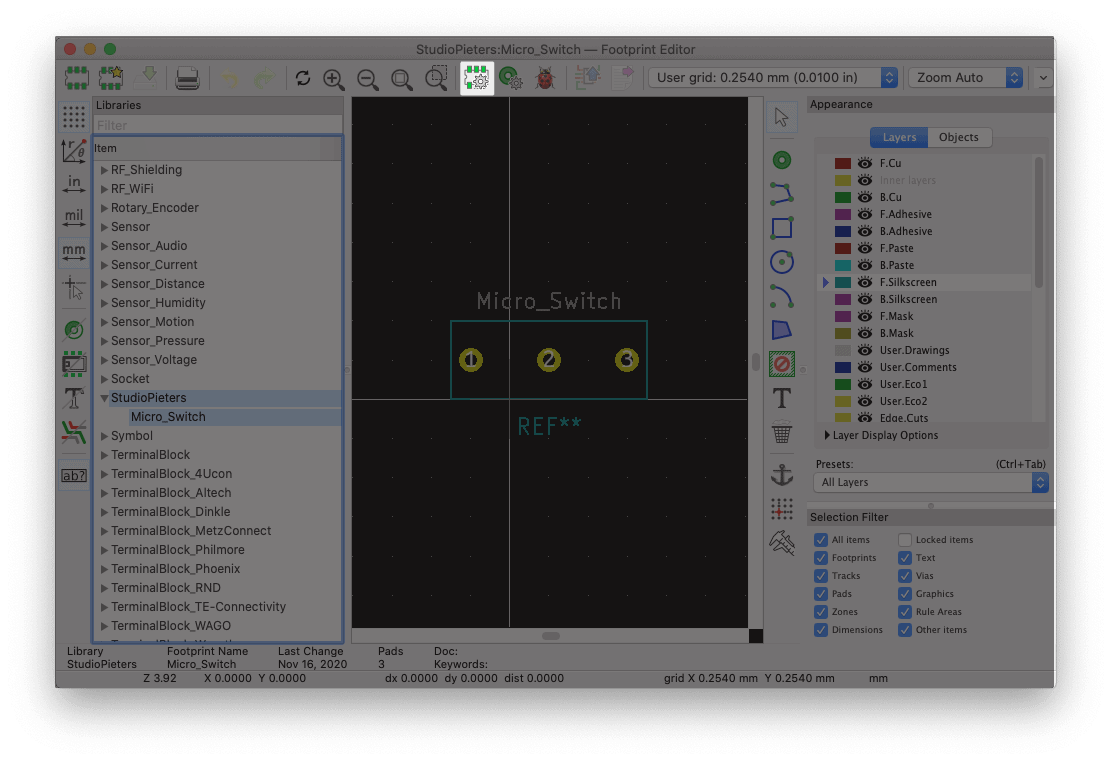 StudioPieters:Micro_Switch — Footprint Editor
User grid: 0.2540 mm (0.0100 in)
Zoom Auto
Libraries
Filter
Item
RF_Shielding
RF_WiFi
Rotary_Encoder
Sensor
Sensor_Audio
Sensor_Current
Sensor_Distance
Sensor_Humidity
Sensor_Motion
Sensor_Pressure
Sensor_Voltage
Socket
StudioPieters
Micro_Switch
Symbol
TerminalBlock
TerminalBlock_4Ucon
TerminalBlock_Altech
TerminalBlock_Dinkle
TerminalBlock_MetzConnect
TerminalBlock_Philmore
TerminalBlock_Phoenix
TerminalBlock_RND
TerminalBlock_TE-Connectivity
TerminalBlock_WAGO
r θ
in
mil
mm
T
ab?
Micro_Switch
1 2 3
REF**
T
Appearance
Layers Objects
F.Cu
Inner layers
B.Cu
F.Adhesive
B.Adhesive
F.Paste
B.Paste
F.Silkscreen
B.Silkscreen
F.Mask
B.Mask
User.Drawings
User.Comments
User.Eco1
User.Eco2
Edge.Cuts
Layer Display Options
Presets: (Ctrl+Tab)
All Layers
Selection Filter
All items Locked items
Footprints Text
Tracks Vias
Pads Graphics
Zones Rule Areas
Dimensions Other items
Library Footprint Name Last Change Pads Doc:
StudioPieters Micro_Switch Nov 16, 2020 3 Keywords:
Z 3.92 X 0.0000 Y 0.0000 dx 0.0000 dy 0.0000 dist 0.0000 grid X 0.2540 mm Y 0.2540 mm mm